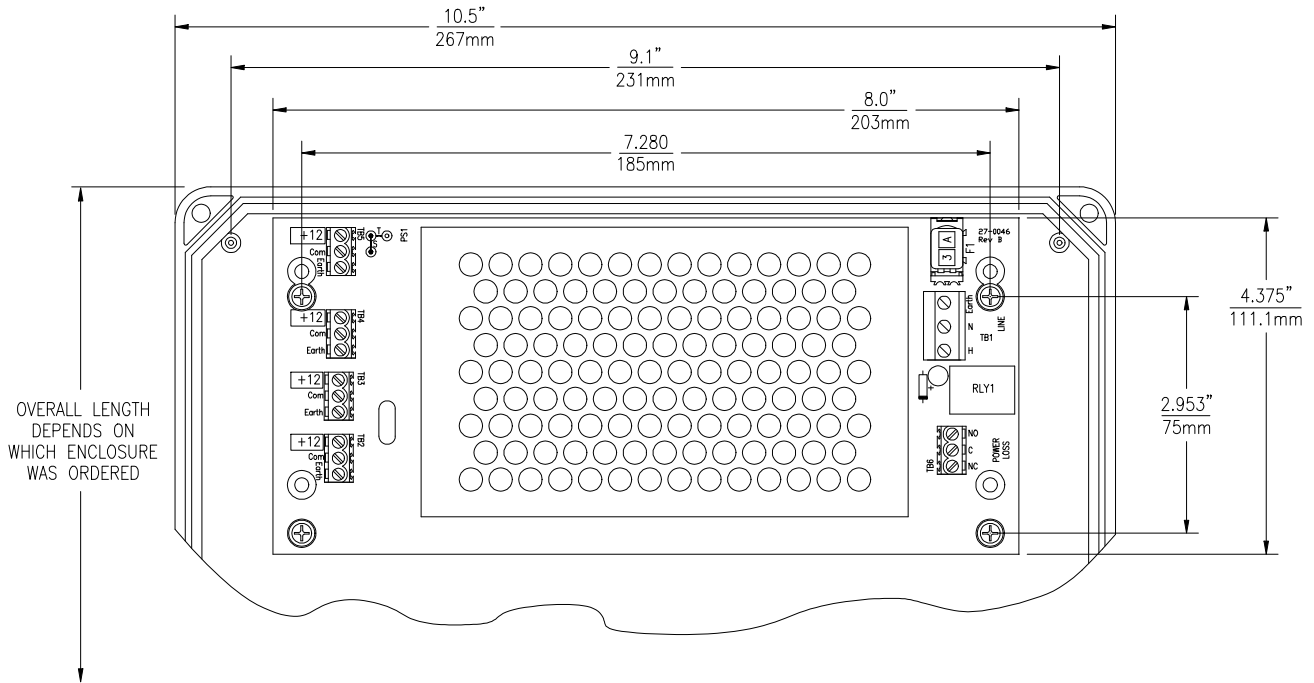 10.5”
267mm
9.1”
231mm
8.0”
203mm
7.280
185mm
+12
Com
Earth
TB5
PS1
+12
Com
Earth
TB4
+12
Com
Earth
TB3
+12
Com
Earth
TB2
3 A
F1
27-0046
Rev B
Earth
N
H
TB1
LINE
+
RLY1
NO
C
NC
TB6
POWER
LOSS
4.375”
111.1mm
2.953”
75mm
OVERALL LENGTH
DEPENDS ON
WHICH ENCLOSURE
WAS ORDERED